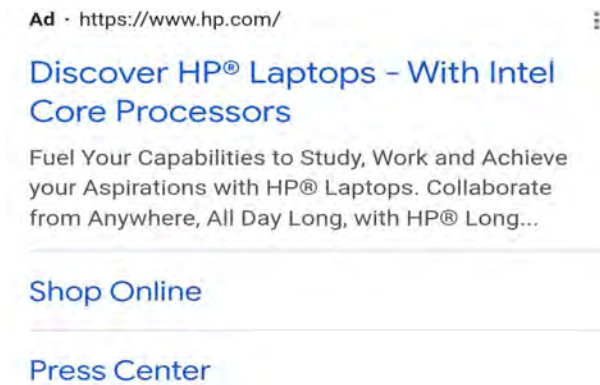 Ad · https://www.hp.com/
Discover HP® Laptops - With Intel
Core Processors
Fuel Your Capabilities to Study, Work and Achieve
your Aspirations with HP® Laptops. Collaborate
from Anywhere, All Day Long, with HP® Long...
Shop Online
Press Center